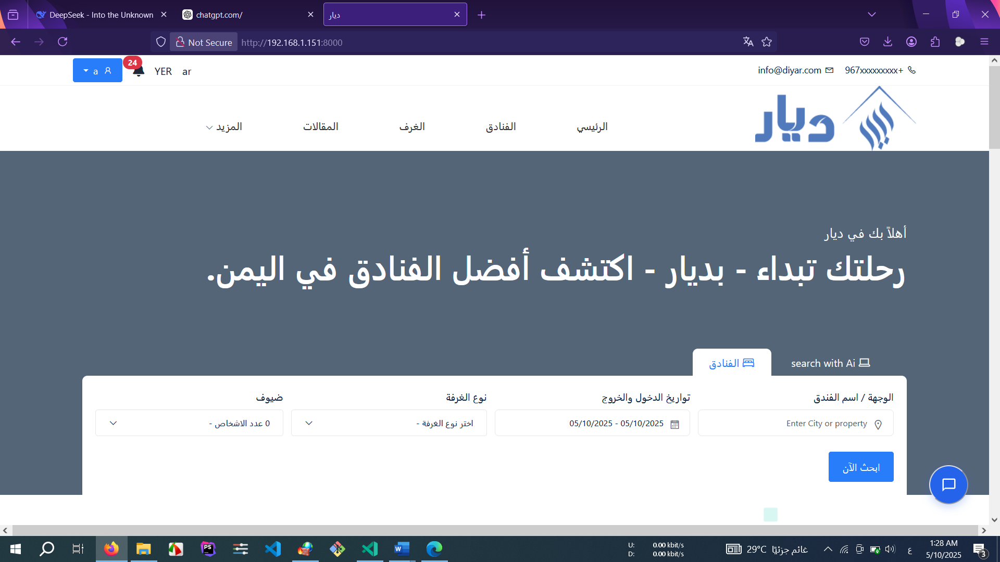 DeepSeek - Into the Unknown
chatgpt.com/
ديار
Not Secure
http://192.168.1.151:8000
a
24
YER
ar
info@diyar.com
967xxxxxxxxx+
ديار
الرئيسي
الفنادق
الغرف
المقالات
المزيد
أهلاً بك في ديار
رحلتك تبداء - بديار - اكتشف أفضل الفنادق في اليمن.
search with Ai
الفنادق
الوجهة / اسم الفندق
تواريخ الدخول والخروج
نوع الغرفة
ضيوف
Enter City or property
05/10/2025 - 05/10/2025
اختر نوع الغرفة -
0 عدد الاشخاص -
ابحث الآن
PS
W
U: 0.00 kbit/s
D: 0.00 kbit/s
29°C غائم جزئيًا
ع
1:28 AM
5/10/2025
3